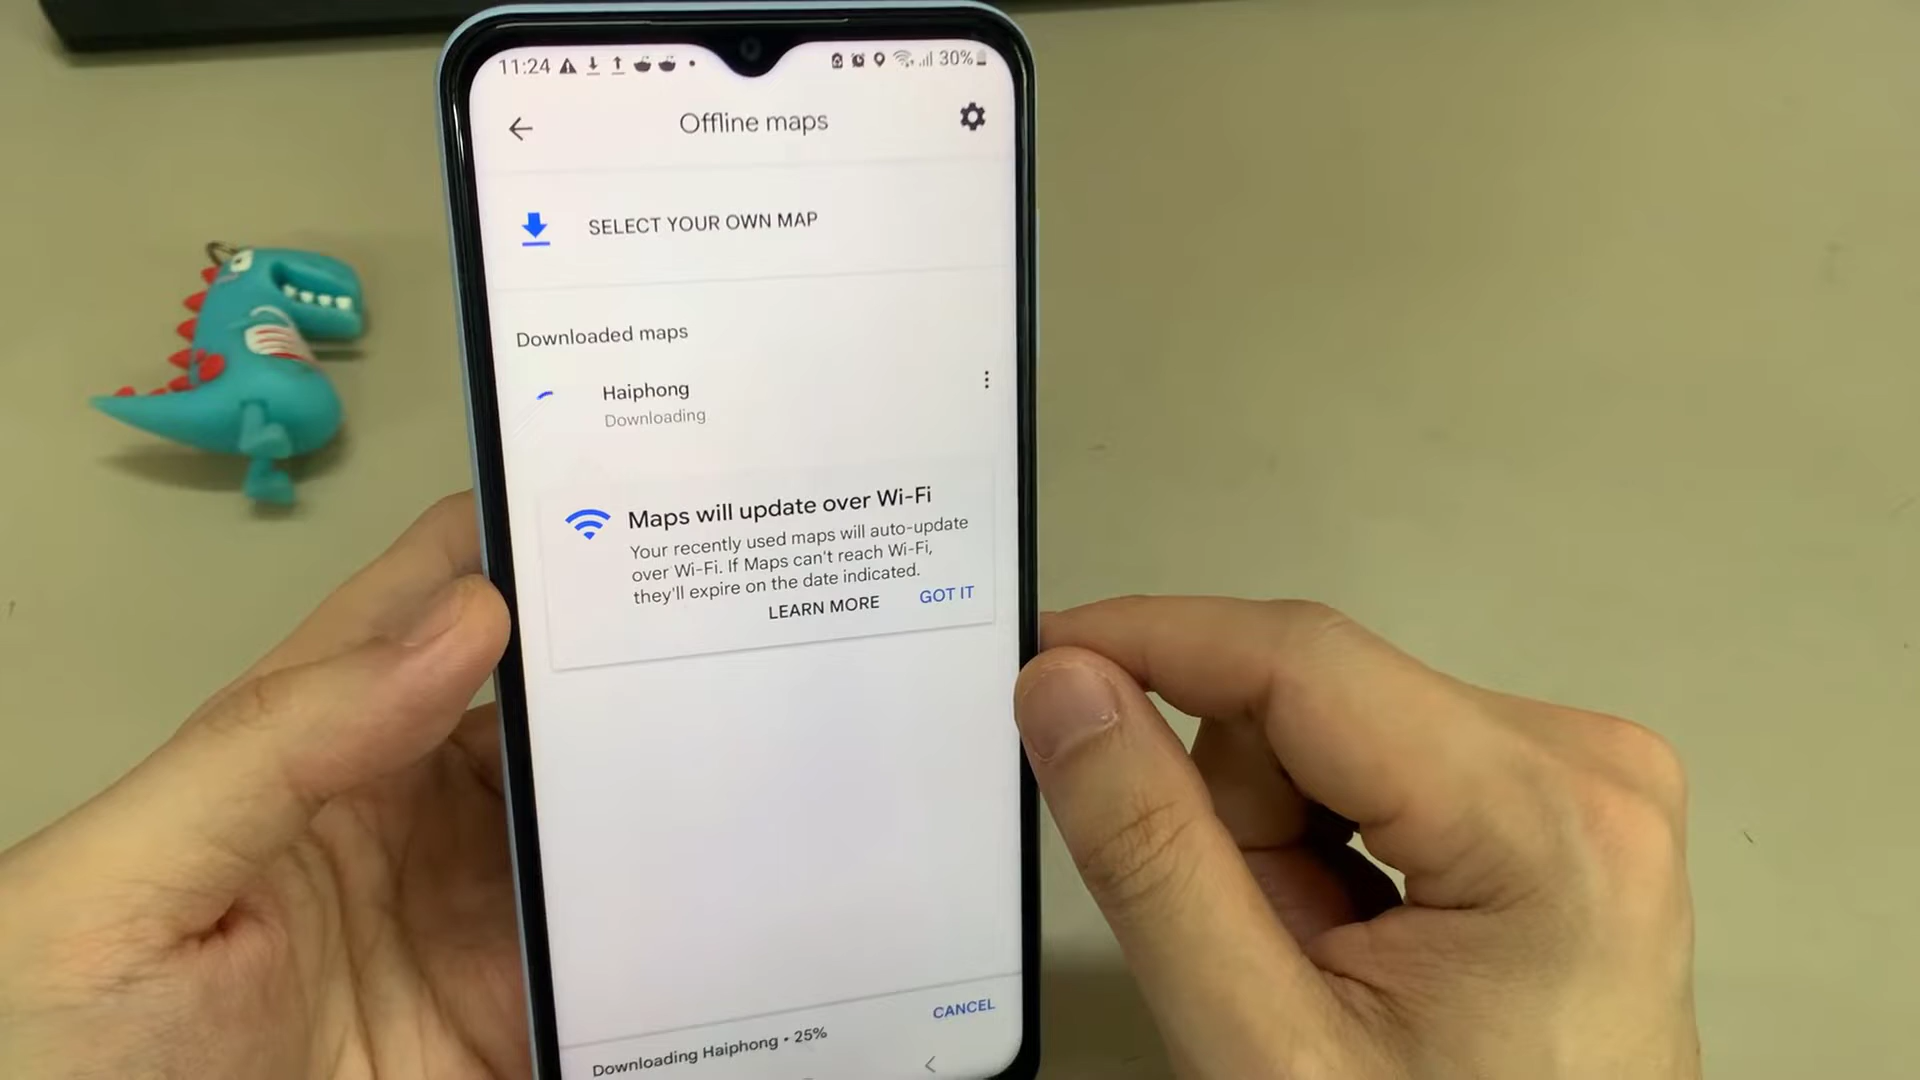 11:24
30%
Offline maps
SELECT YOUR OWN MAP
Downloaded maps
Haiphong
Downloading
Maps will update over Wi-Fi
Your recently used maps will auto-update
over Wi-Fi. If Maps can't reach Wi-Fi,
they'll expire on the date indicated.
LEARN MORE
GOT IT
CANCEL
Downloading Haiphong • 25%